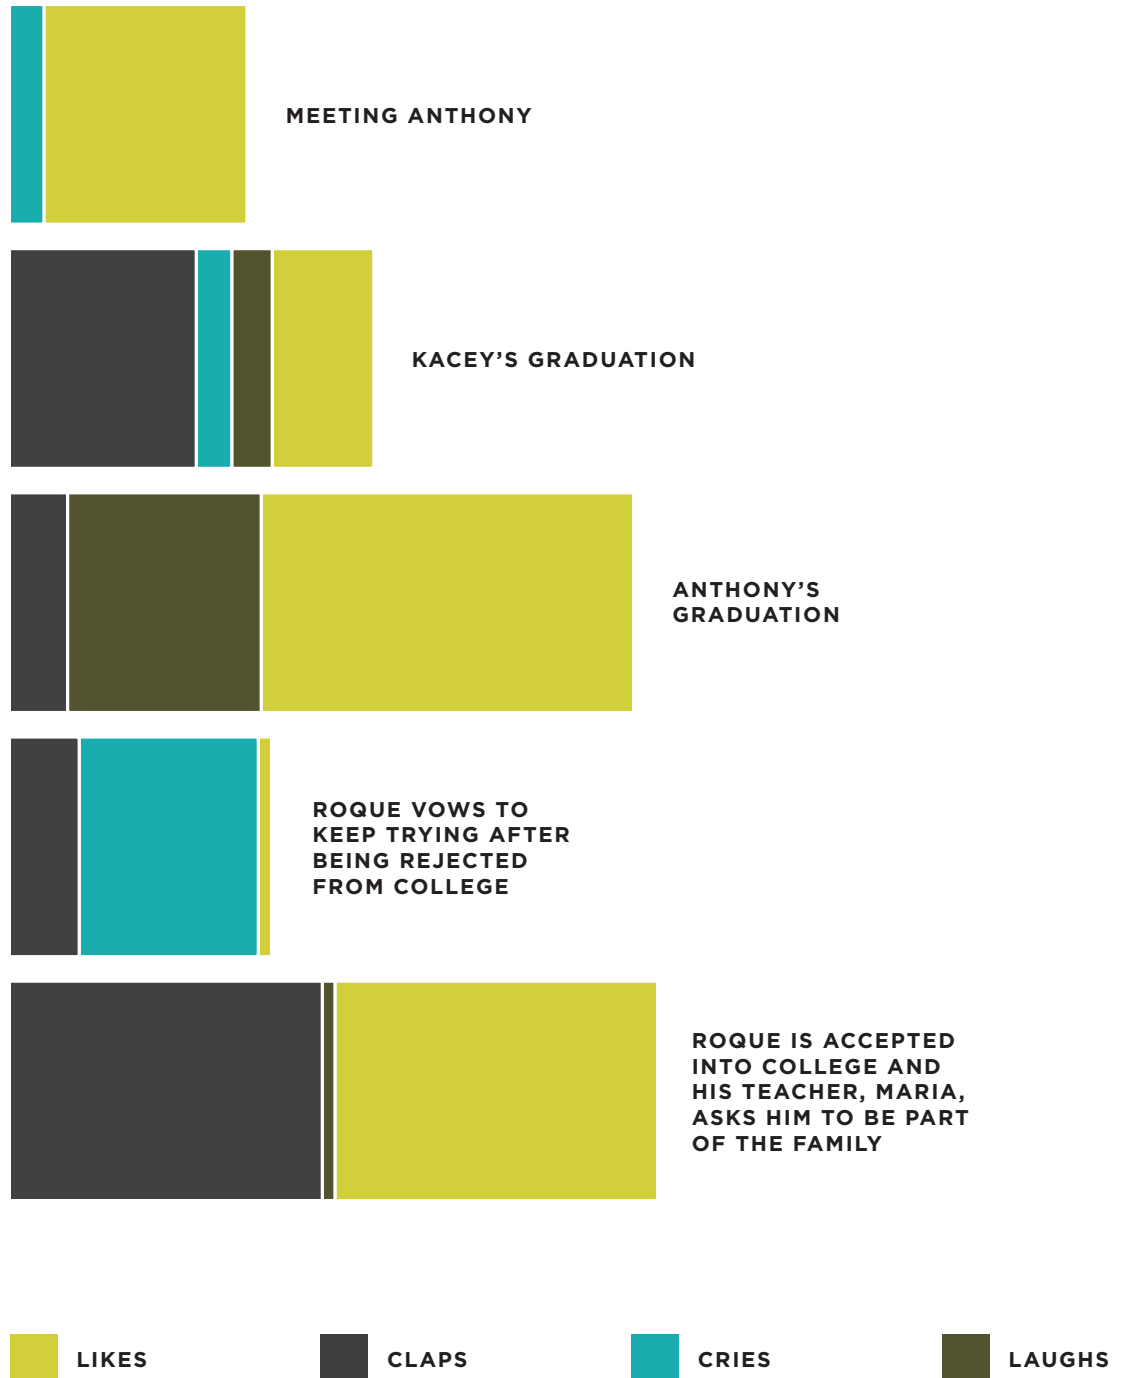 MEETING ANTHONY
KACEY’S GRADUATION
ANTHONY’S
GRADUATION
ROQUE VOWS TO
KEEP TRYING AFTER
BEING REJECTED
FROM COLLEGE
ROQUE IS ACCEPTED
INTO COLLEGE AND
HIS TEACHER, MARIA,
ASKS HIM TO BE PART
OF THE FAMILY
LIKES
CLAPS
CRIES
LAUGHS